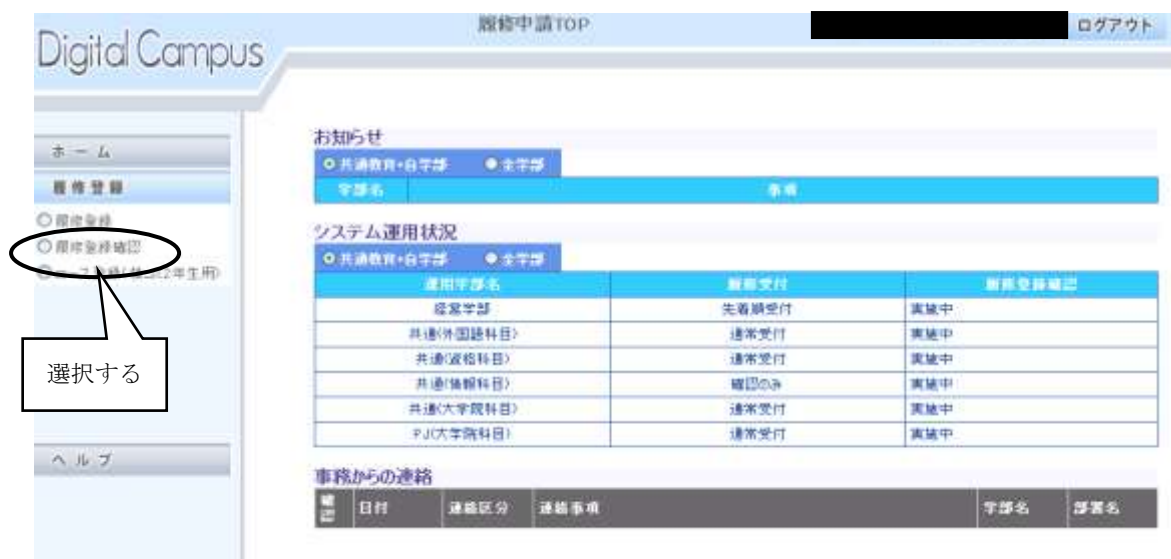 Digital Campus
履修申請TOP
ログアウト
ホーム
履修登録
履修登録
履修登録確認
選択する
ヘルプ
お知らせ
共通教育・自学部 全学部
学部名 事項
システム運用状況
共通教育・自学部 全学部
運用学部名 履修受付 履修登録確認
経営学部 先着順受付 実施中
共通(外国語科目) 通常受付 実施中
共通(資格科目) 通常受付 実施中
共通(情報科目) 確認のみ 実施中
共通(大学院科目) 通常受付 実施中
PJ(大学院科目) 通常受付 実施中
事務からの連絡
確認 日付 連絡区分 連絡事項 学部名 部署名